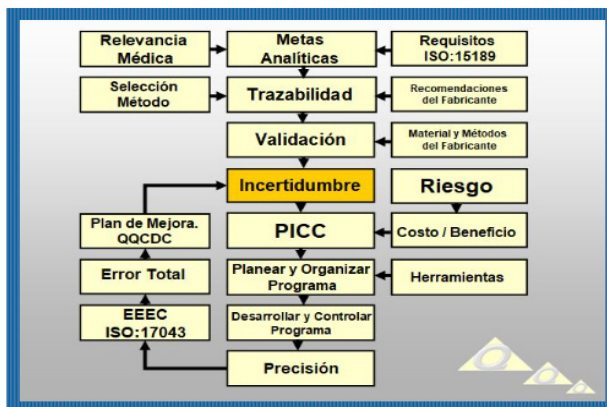 Relevancia
Médica
Metas
Analíticas
Requisitos
ISO:15189
Selección
Método
Trazabilidad
Recomendaciones
del Fabricante
Validación
Material y Métodos
del Fabricante
Incertidumbre
Riesgo
Plan de Mejora.
QQCDC
PICC
Costo / Beneficio
Error Total
Planear y Organizar
Programa
Herramientas
EEEC
ISO:17043
Desarrollar y Controlar
Programa
Precisión